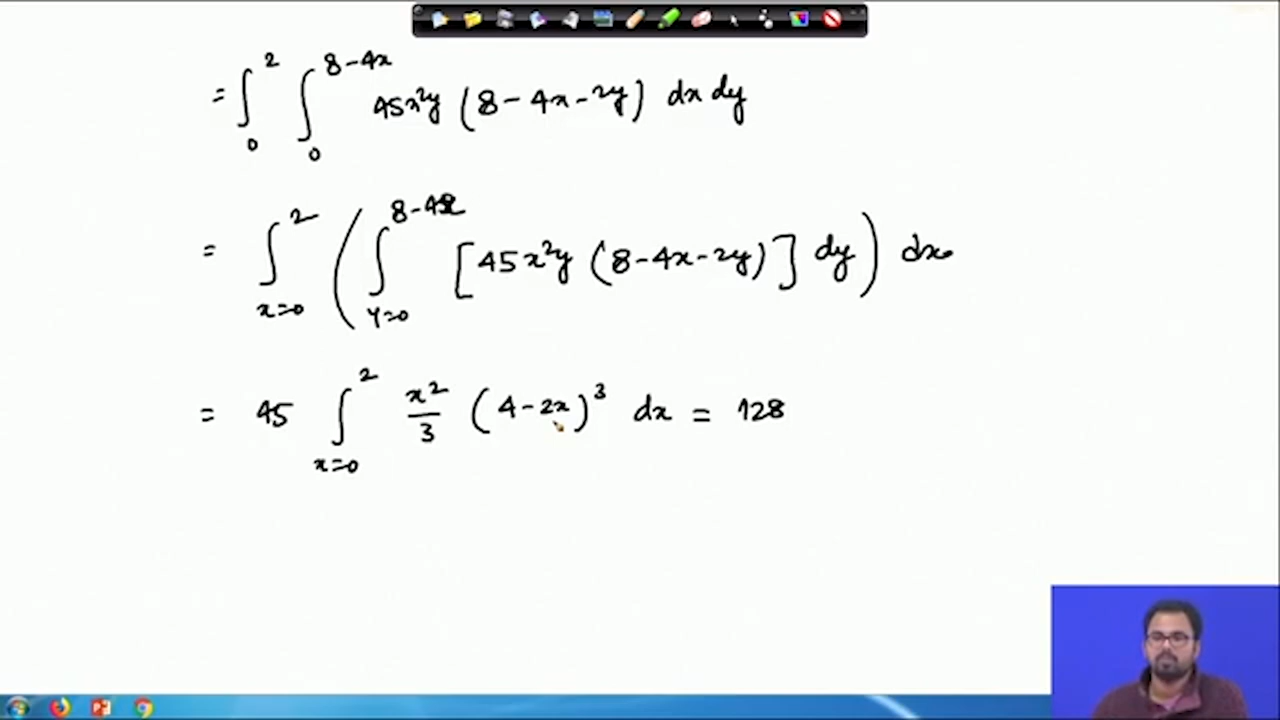 = ∫₀² ∫₀^{8-4x} 45x²y (8-4x-2y) dx dy
= ∫_{x=0}^{2} ( ∫_{y=0}^{8-4x} [45x²y (8-4x-2y)] dy ) dx
= 45 ∫_{x=0}^{2} x²/3 (4-2x)³ dx = 128